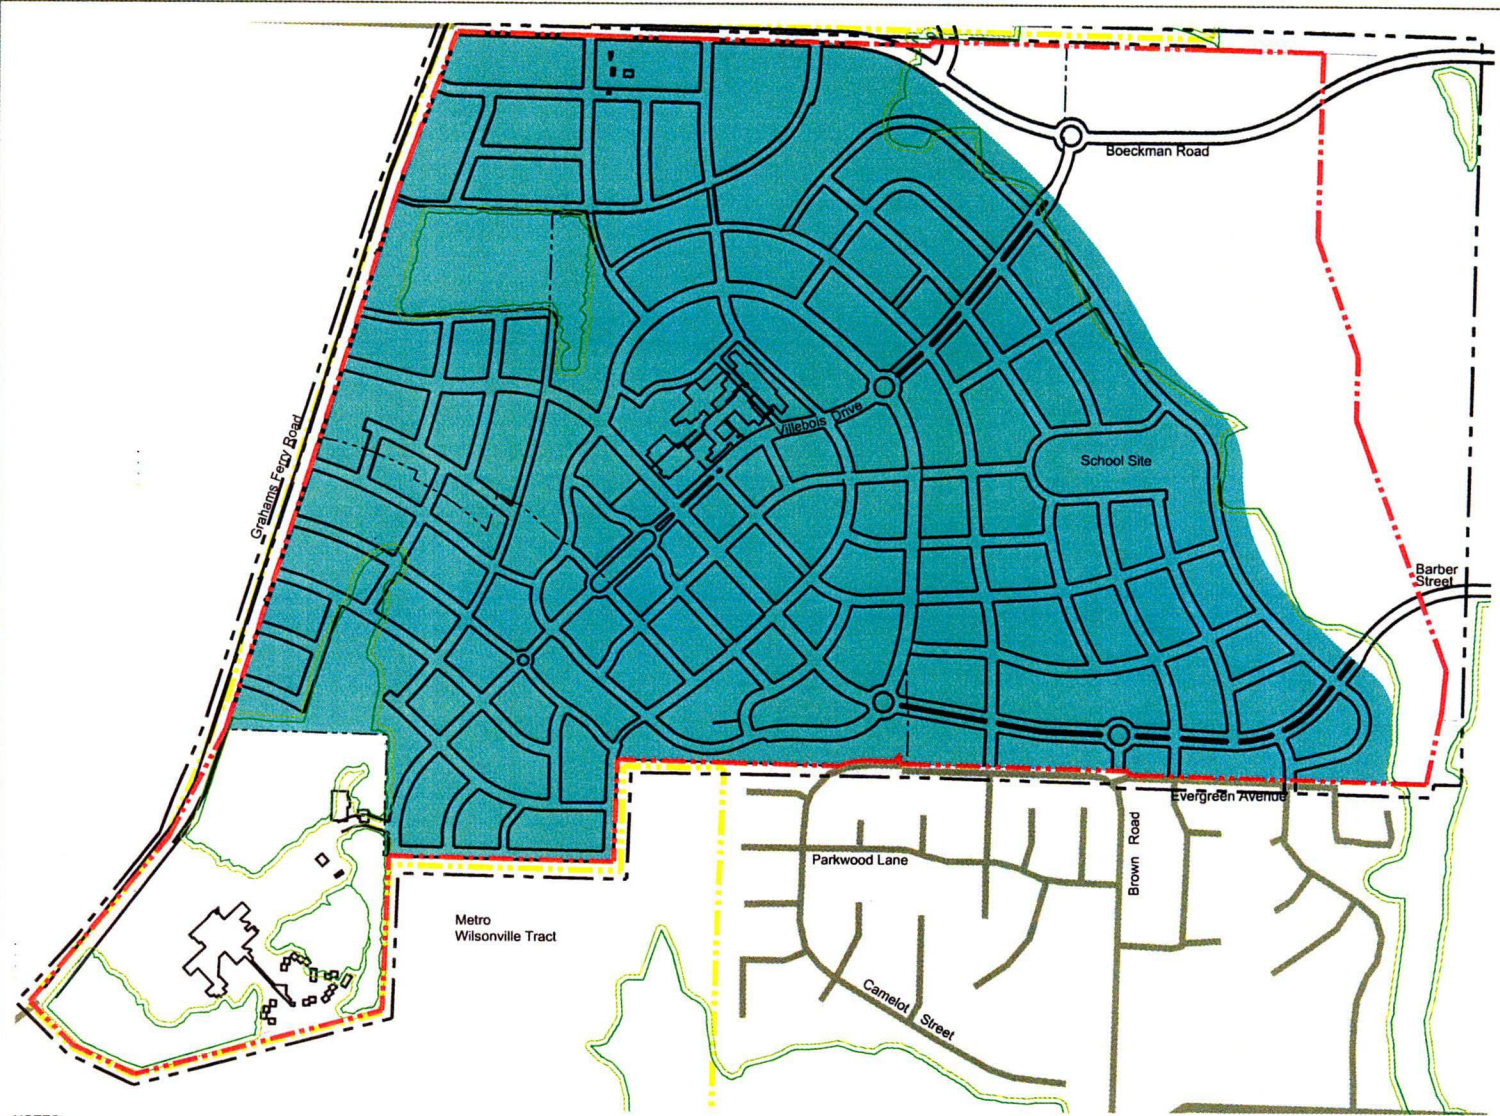 Boeckman Road
Grahams Ferry Road
Villebois Drive
School Site
Barber
Street
Evergreen Avenue
Parkwood Lane
Brown Road
Metro
Wilsonville Tract
Camelot Street